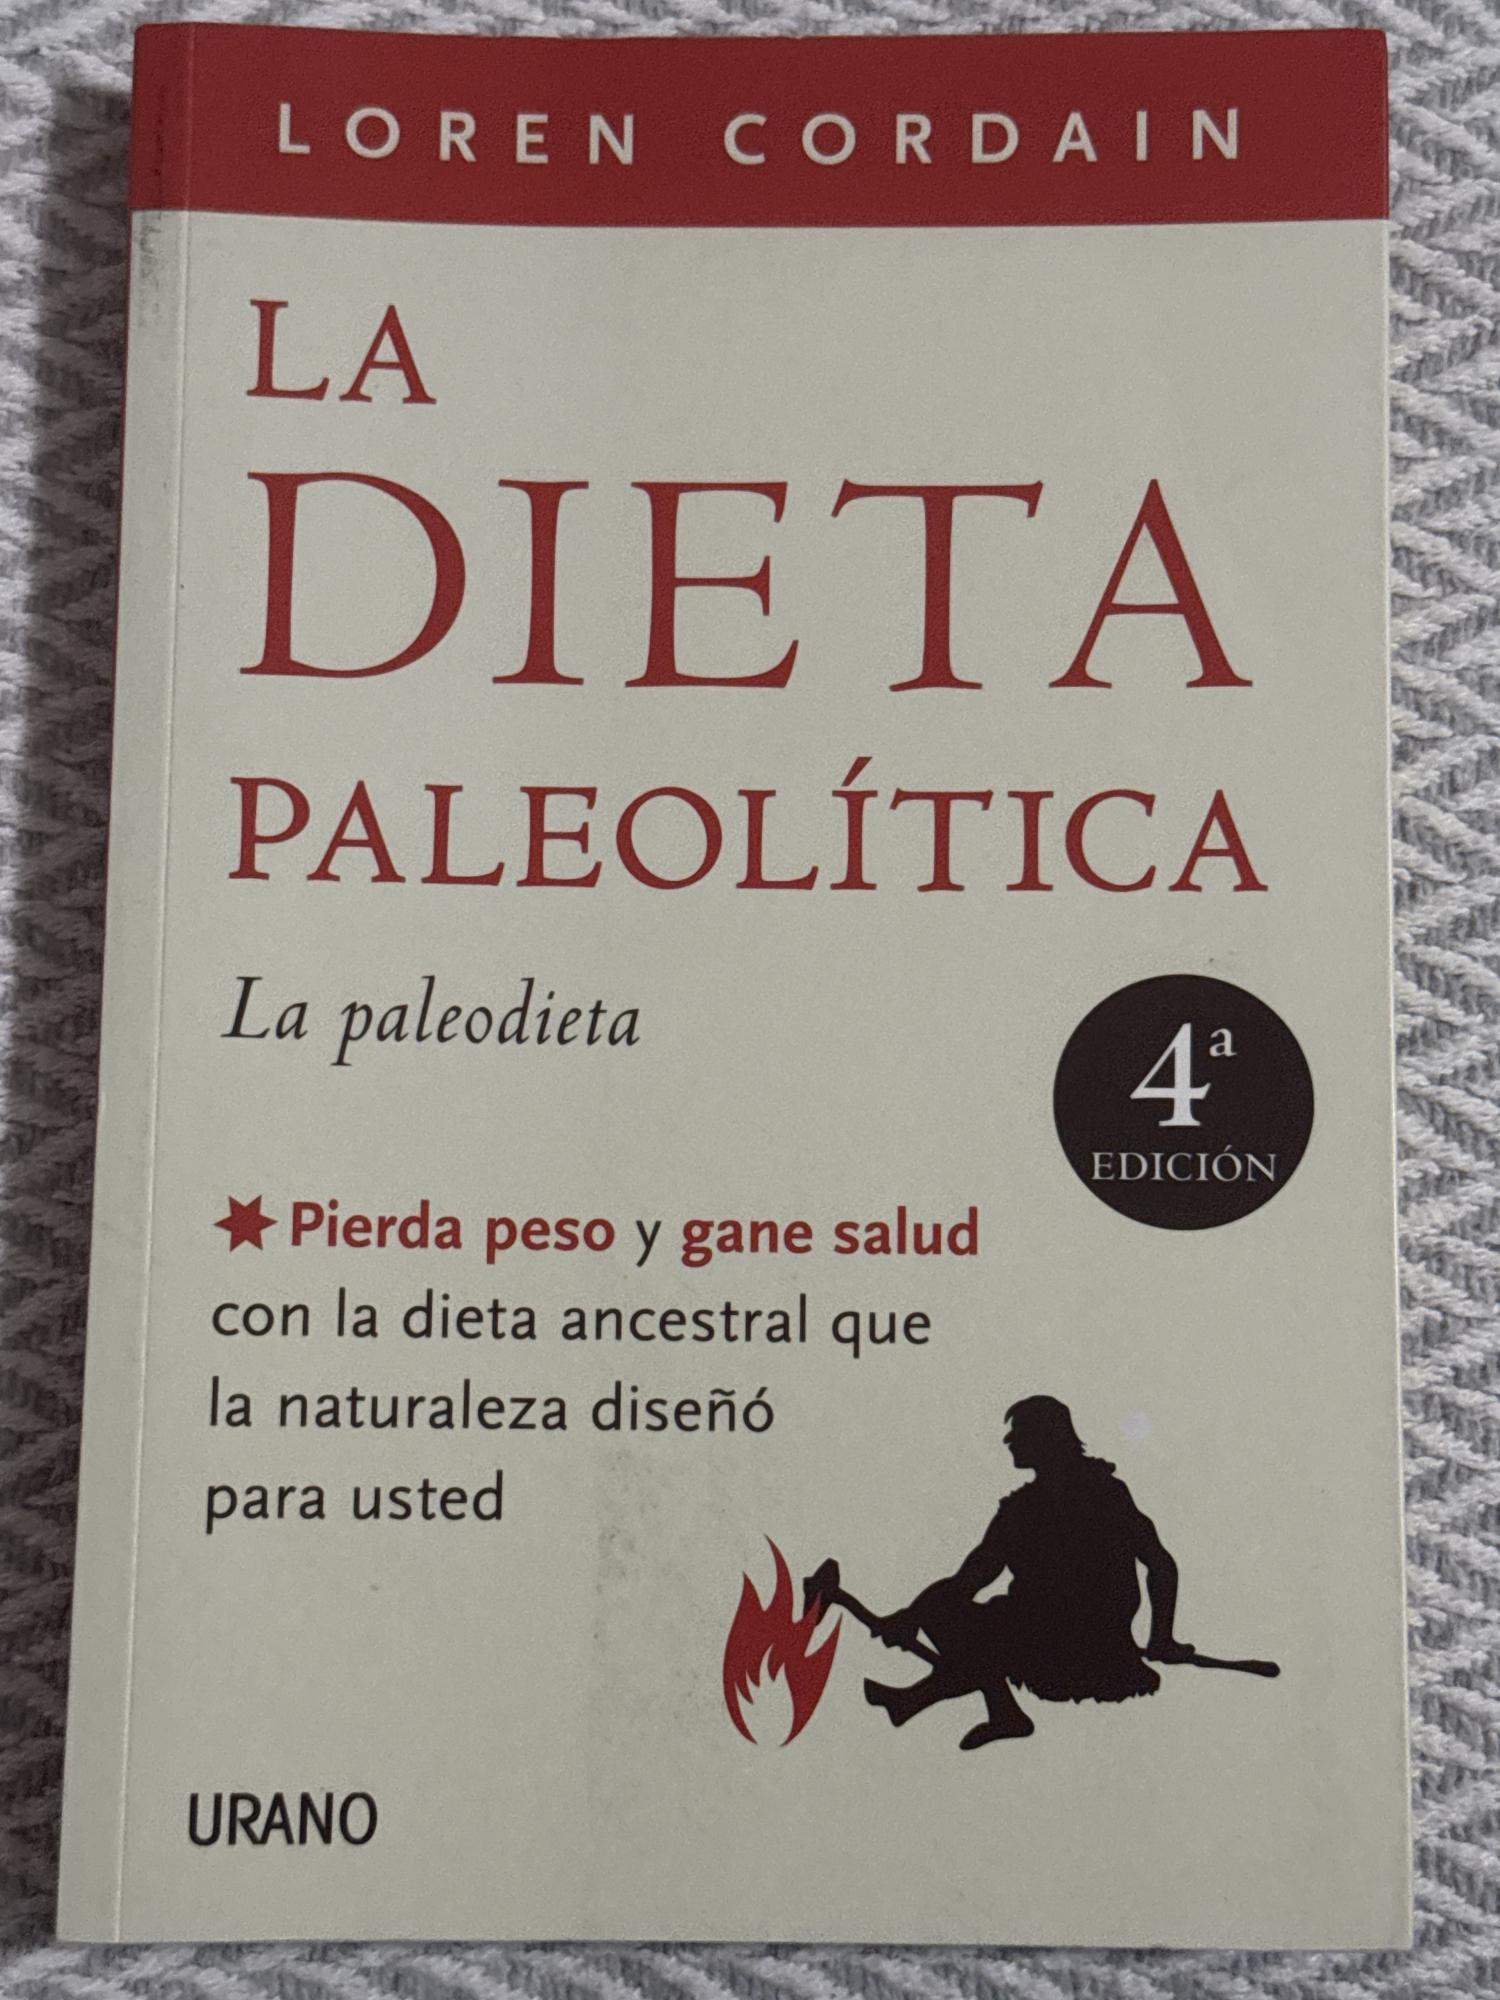 LOREN CORDAIN
LA
DIETA
PALEOLÍTICA
La paleodieta
4ª
EDICIÓN
Pierda peso y gane salud
con la dieta ancestral que
la naturaleza diseñó
para usted
URANO